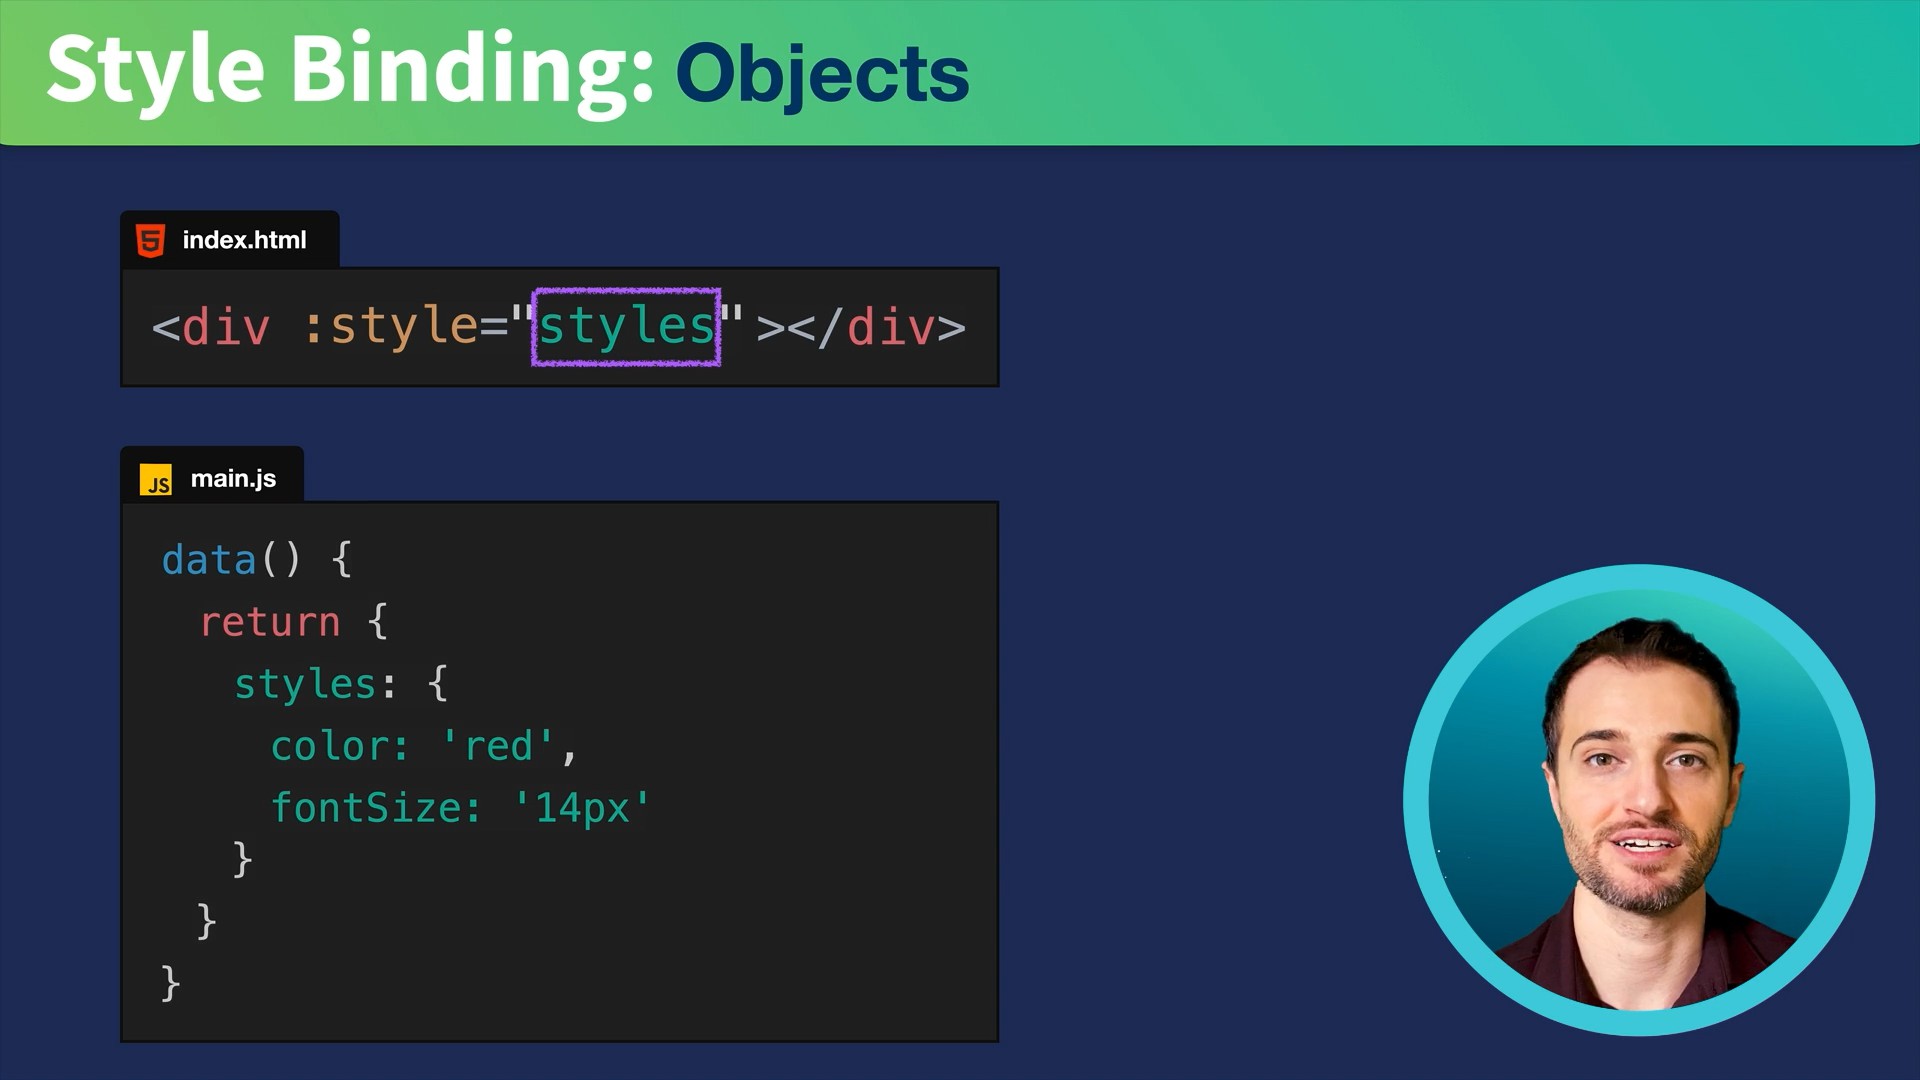 Style Binding: Objects
5 index.html
<div :style="styles"></div>
JS main.js
data() {
return {
styles: {
color: 'red',
fontSize: '14px'
}
}
}